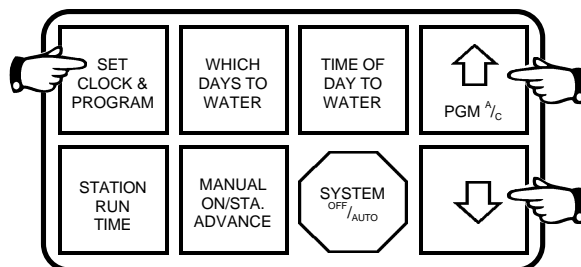 SET
CLOCK &
PROGRAM
WHICH
DAYS TO
WATER
TIME OF
DAY TO
WATER
PGM A/C
STATION
RUN
TIME
MANUAL
ON/STA.
ADVANCE
SYSTEM
OFF/AUTO